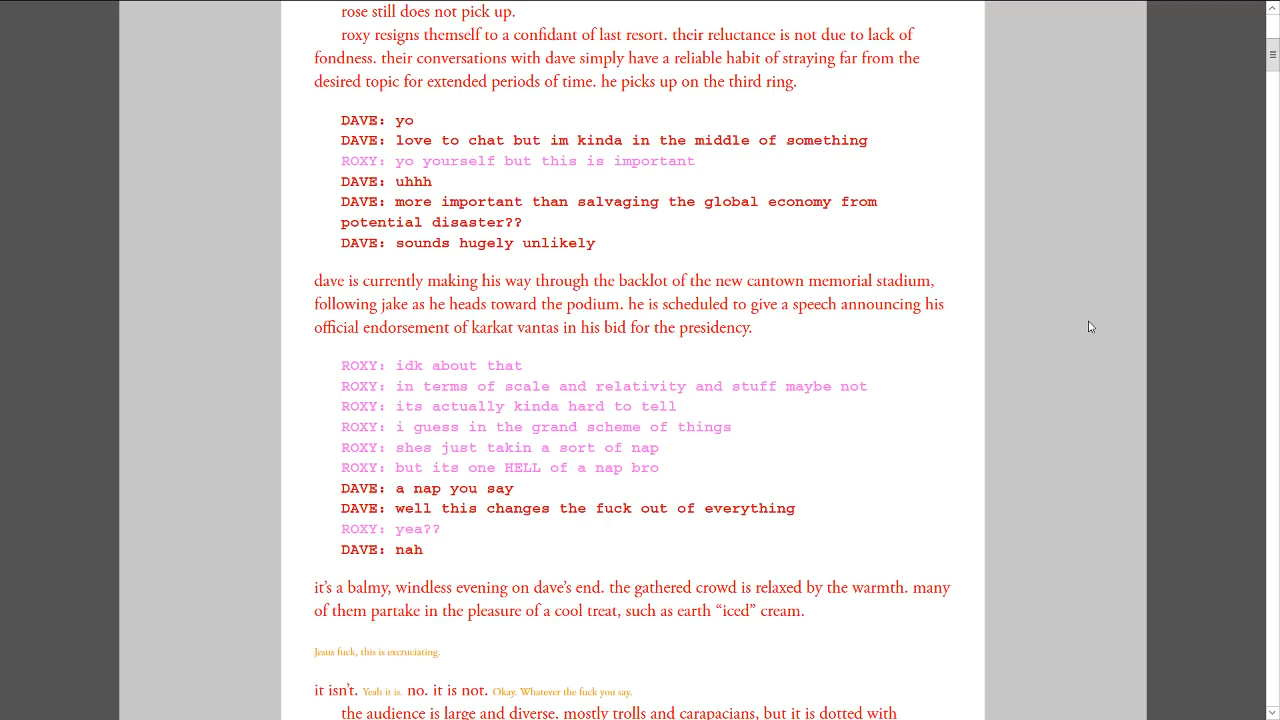 rose still does not pick up.
roxy resigns themself to a confidant of last resort. their reluctance is not due to lack of
fondness. their conversations with dave simply have a reliable habit of straying far from the
desired topic for extended periods of time. he picks up on the third ring.
DAVE: yo
DAVE: love to chat but im kinda in the middle of something
ROXY: yo yourself but this is important
DAVE: uhhh
DAVE: more important than salvaging the global economy from
potential disaster??
DAVE: sounds hugely unlikely
dave is currently making his way through the backlot of the new cantown memorial stadium,
following jake as he heads toward the podium. he is scheduled to give a speech announcing his
official endorsement of karkat vantas in his bid for the presidency.
ROXY: idk about that
ROXY: in terms of scale and relativity and stuff maybe not
ROXY: its actually kinda hard to tell
ROXY: i guess in the grand scheme of things
ROXY: shes just takin a sort of nap
ROXY: but its one HELL of a nap bro
DAVE: a nap you say
DAVE: well this changes the fuck out of everything
ROXY: yea??
DAVE: nah
it's a balmy, windless evening on dave's end. the gathered crowd is relaxed by the warmth. many
of them partake in the pleasure of a cool treat, such as earth “iced” cream.
Jesus fuck, this is excruciating.
it isn't. Yeah it is. no. it is not. Okay. Whatever the fuck you say.
the audience is large and diverse. mostly trolls and carapacians, but it is dotted with